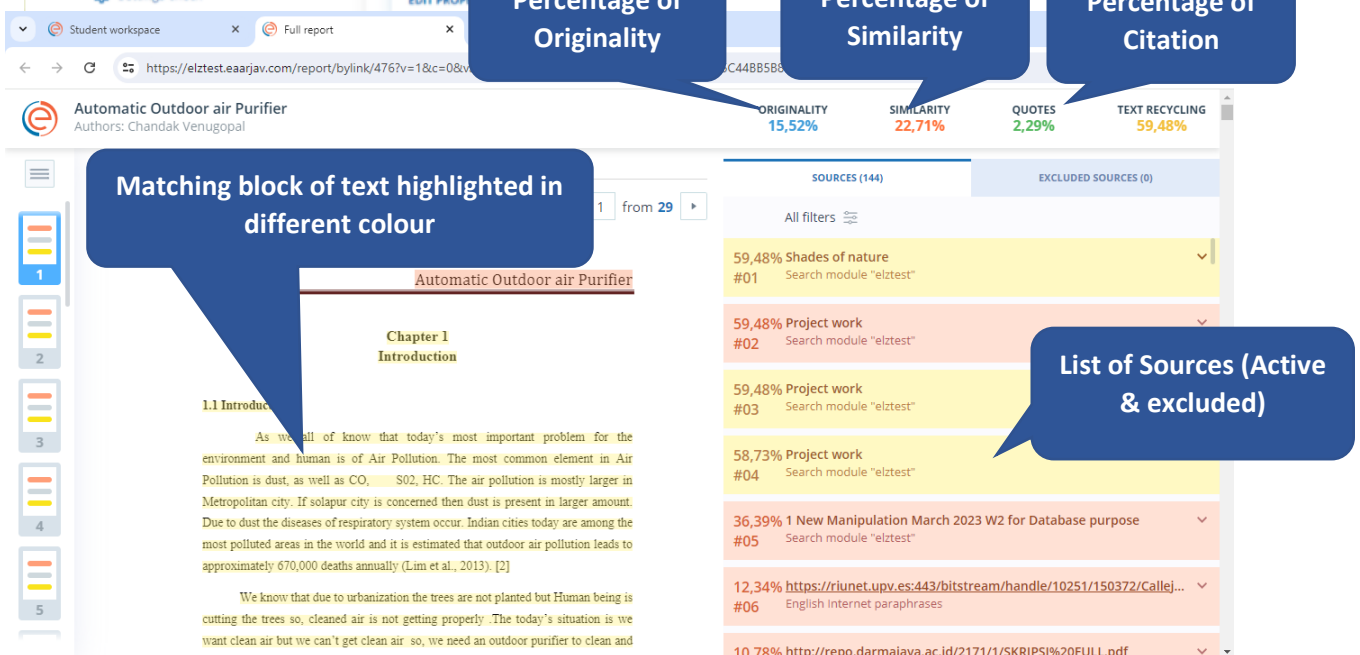 EDIT PROP
Percentage of
Originality
Percentage of
Similarity
Percentage of
Citation
Student workspace
Full report
https://elztest.eaarjav.com/report/bylink/476?v=1&c=0&v
C44BB5B8
Automatic Outdoor air Purifier
Authors: Chandak Venugopal
ORIGINALITY
15,52%
SIMILARITY
22,71%
QUOTES
2,29%
TEXT RECYCLING
59,48%
Matching block of text highlighted in
different colour
1 from 29
1
2
3
4
5
Automatic Outdoor air Purifier
Chapter 1
Introduction
1.1 Introduc
As we all of know that today's most important problem for the
environment and human is of Air Pollution. The most common element in Air
Pollution is dust, as well as CO, S02, HC. The air pollution is mostly larger in
Metropolitan city. If solapur city is concerned then dust is present in larger amount.
Due to dust the diseases of respiratory system occur. Indian cities today are among the
most polluted areas in the world and it is estimated that outdoor air pollution leads to
approximately 670,000 deaths annually (Lim et al., 2013). [2]
We know that due to urbanization the trees are not planted but Human being is
cutting the trees so, cleaned air is not getting properly .The today's situation is we
want clean air but we can't get clean air so, we need an outdoor purifier to clean and
SOURCES (144)
EXCLUDED SOURCES (0)
All filters
59,48% Shades of nature
#01 Search module "elztest"
59,48% Project work
#02 Search module "elztest"
59,48% Project work
#03 Search module "elztest"
58,73% Project work
#04 Search module "elztest"
List of Sources (Active
& excluded)
36,39% 1 New Manipulation March 2023 W2 for Database purpose
#05 Search module "elztest"
12,34% https://riunet.upv.es:443/bitstream/handle/10251/150372/Callej...
#06 English Internet paraphrases
10,78% http://repo.darmajaya.ac.id/2171/1/SKRIPSI%20FULL.pdf